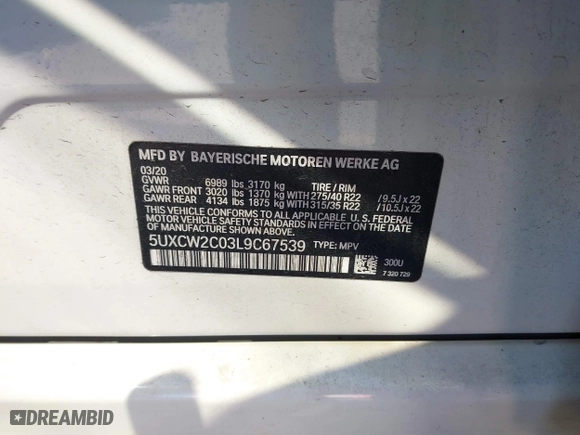 MFD BY BAYERISCHE MOTOREN WERKE AG
03/20
GVWR 6989 lbs 3170 kg TIRE / RIM
GAWR FRONT 3020 lbs 1370 kg WITH 275/40 R22 / 9.5J x 22
GAWR REAR 4134 lbs 1875 kg WITH 315/35 R22 / 10.5J x 22
THIS VEHICLE CONFORMS TO ALL APPLICABLE U. S. FEDERAL
MOTOR VEHICLE SAFETY STANDARDS IN EFFECT ON THE DATE
OF MANUFACTURE SHOWN ABOVE.
5UXCW2C03L9C67539 TYPE: MPV
300U
7 320 729
DREAMBID